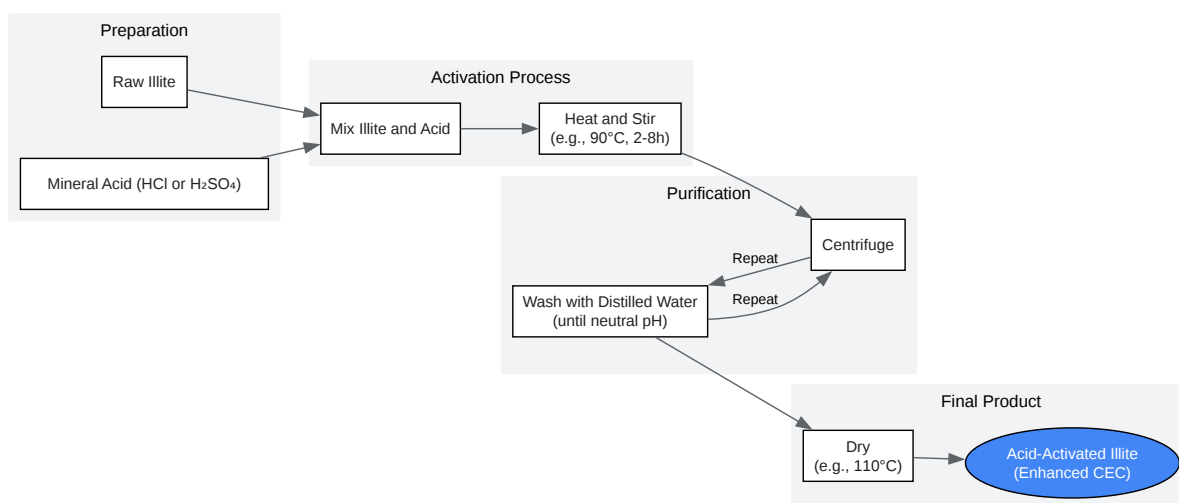 Preparation
Raw Illite
Mineral Acid (HCl or H₂SO₄)
Activation Process
Mix Illite and Acid
Heat and Stir
(e.g., 90°C, 2-8h)
Purification
Centrifuge
Repeat
Wash with Distilled Water
(until neutral pH)
Repeat
Final Product
Dry
(e.g., 110°C)
Acid-Activated Illite
(Enhanced CEC)